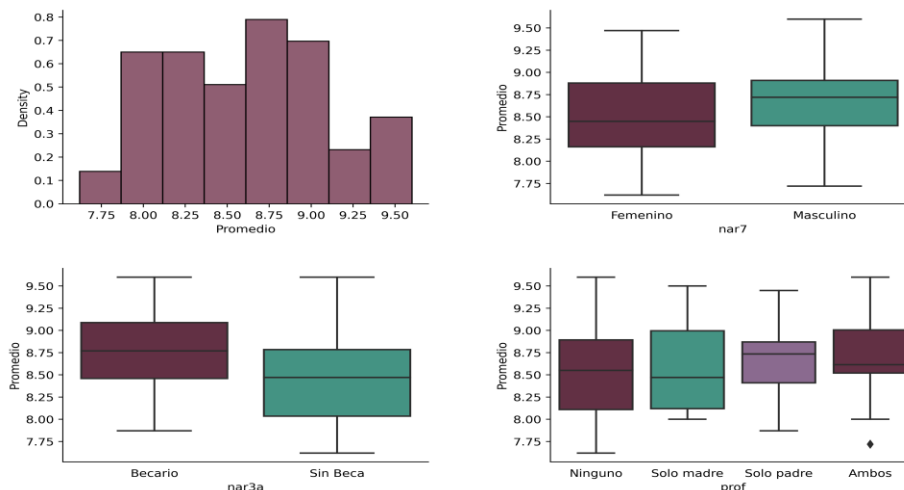 0.8
0.7
0.6
0.5
0.4
0.3
0.2
0.1
0.0
Density
7.75 8.00 8.25 8.50 8.75 9.00 9.25 9.50
Promedio
9.50
9.25
9.00
8.75
8.50
8.25
8.00
7.75
Promedio
Femenino Masculino
nar7
9.50
9.25
9.00
8.75
8.50
8.25
8.00
7.75
Promedio
Becario Sin Beca
nar3a
9.50
9.25
9.00
8.75
8.50
8.25
8.00
7.75
Promedio
Ninguno Solo madre Solo padre Ambos
prof